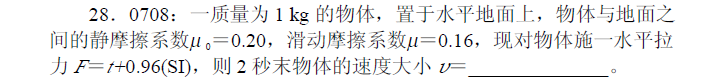 28．0708：一质量为 1 kg 的物体，置于水平地面上，物体与地面之
间的静摩擦系数μ ₀＝0.20，滑动摩擦系数μ＝0.16，现对物体施一水平拉
力 F＝t+0.96(SI)，则 2 秒末物体的速度大小 v＝______________。